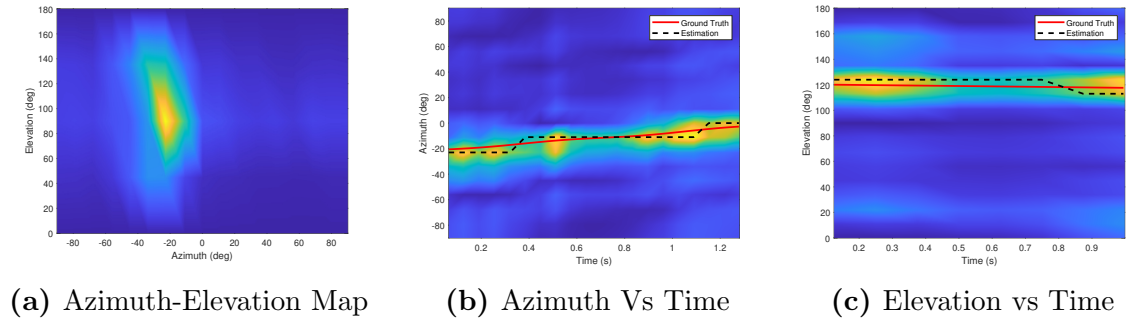 180
160
140
120
100
80
60
40
20
0
Elevation (deg)
-80 -60 -40 -20 0 20 40 60 80
Azimuth (deg)
(a) Azimuth-Elevation Map
80
60
40
20
0
-20
-40
-60
-80
Azimuth (deg)
Ground Truth
Estimation
0.2 0.4 0.6 0.8 1 1.2
Time (s)
(b) Azimuth Vs Time
180
160
140
120
100
80
60
40
20
0
Elevation (deg)
Ground Truth
Estimation
0.2 0.3 0.4 0.5 0.6 0.7 0.8 0.9
Time (s)
(c) Elevation vs Time